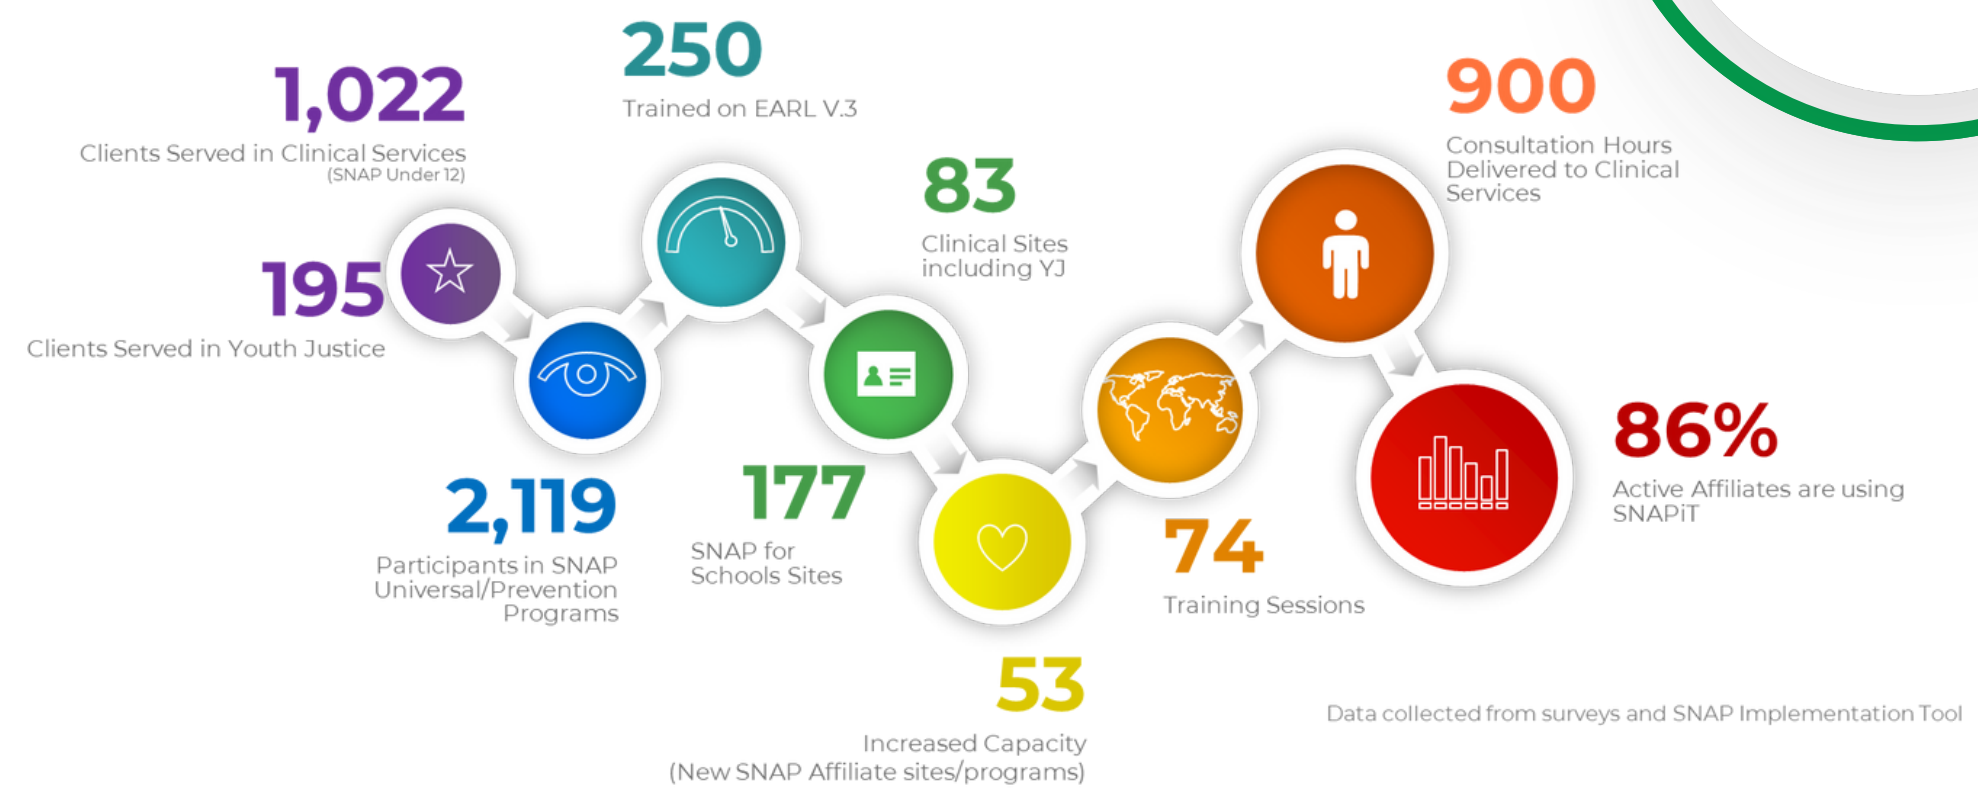 1,022
Clients Served in Clinical Services
(SNAP Under 12)
195
Clients Served in Youth Justice
2,119
Participants in SNAP
Universal/Prevention
Programs
250
Trained on EARL V.3
83
Clinical Sites
including YJ
177
SNAP for
Schools Sites
53
Increased Capacity
(New SNAP Affiliate sites/programs)
74
Training Sessions
900
Consultation Hours
Delivered to Clinical
Services
86%
Active Affiliates are using
SNAPiT
Data collected from surveys and SNAP Implementation Tool